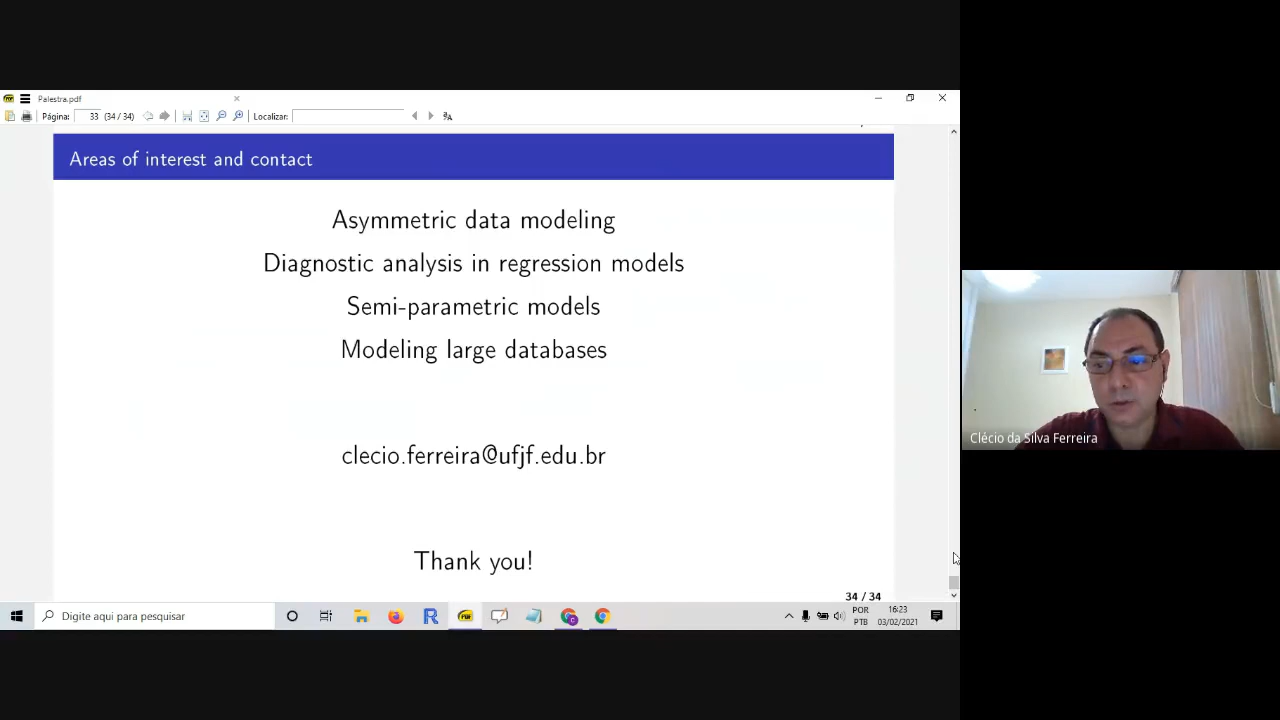 Palestra.pdf
Página: 33 (34 / 34) Localizar:
Areas of interest and contact
Asymmetric data modeling
Diagnostic analysis in regression models
Semi-parametric models
Modeling large databases
clecio.ferreira@ufjf.edu.br
Thank you!
34 / 34
Clécio da Silva Ferreira
Digite aqui para pesquisar
POR
PTB
16:23
03/02/2021